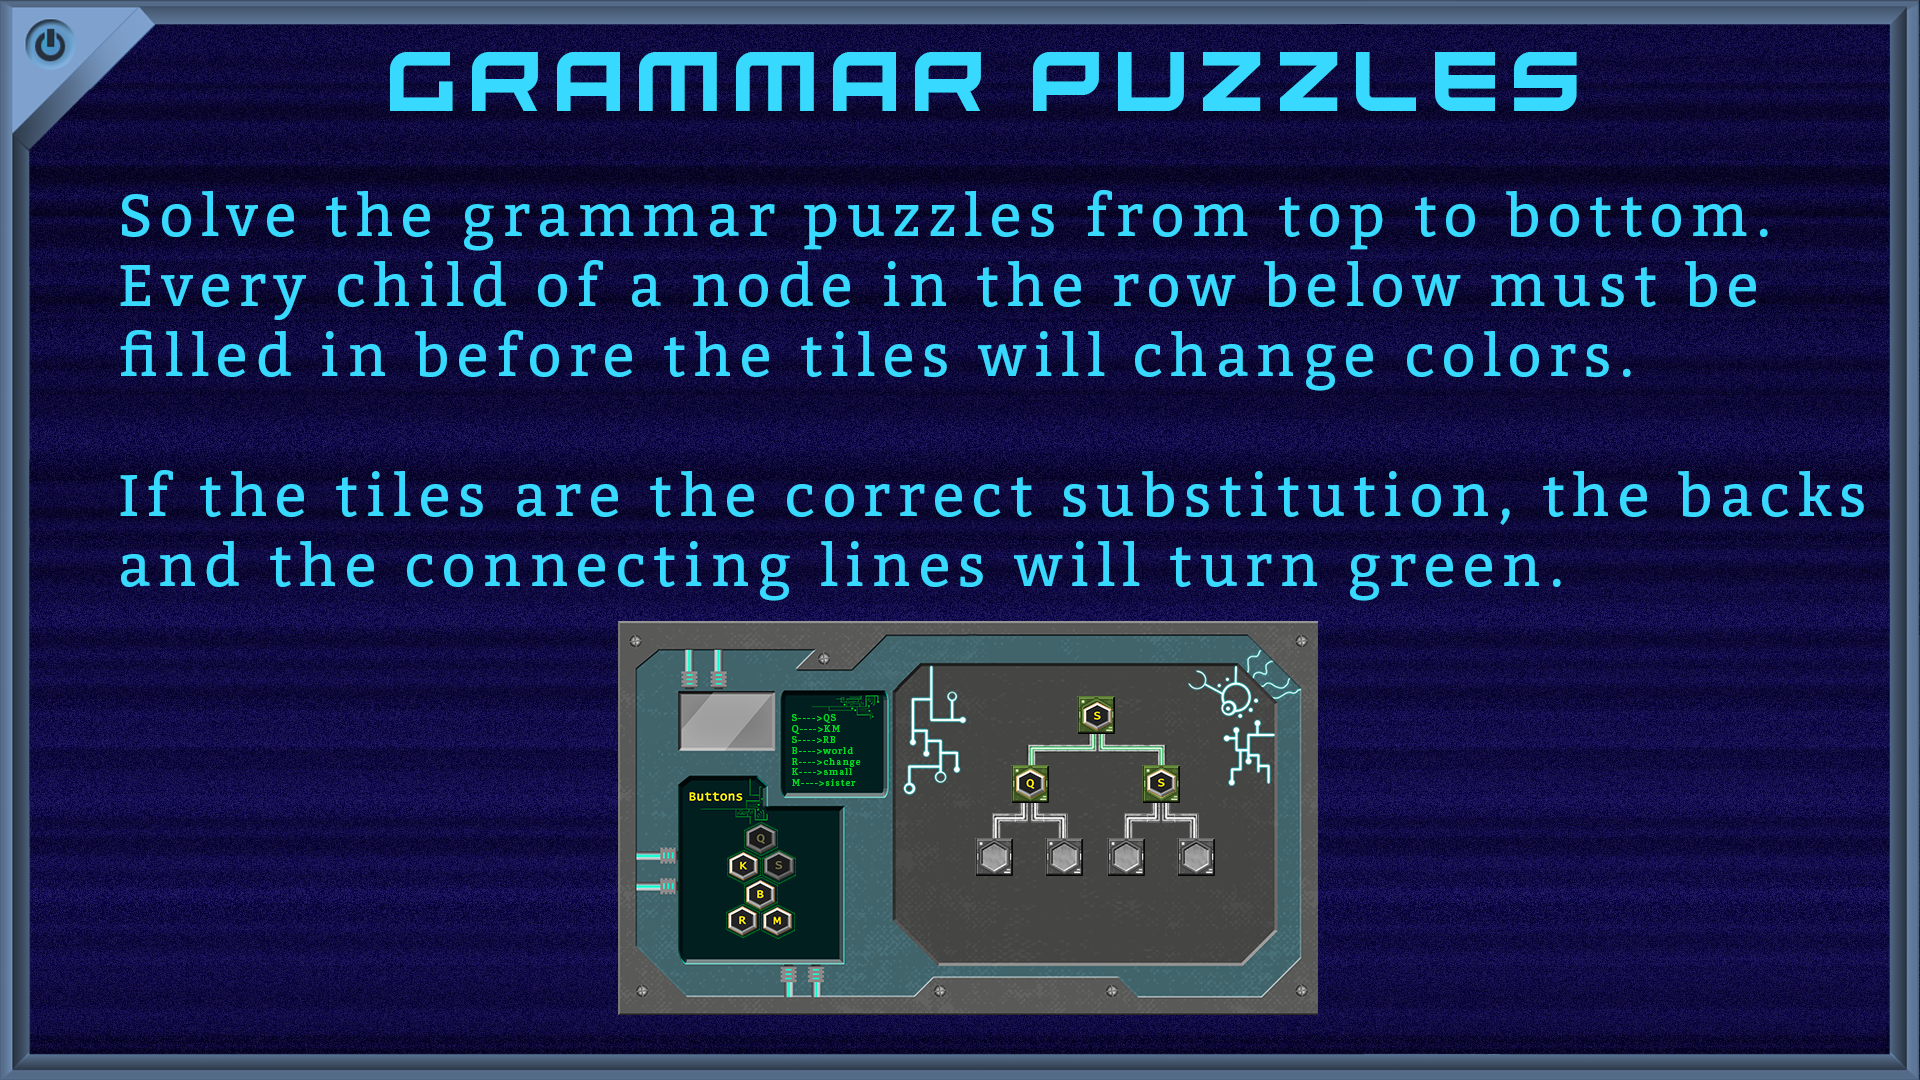 GRAMMAR PUZZLES
Solve the grammar puzzles from top to bottom.
Every child of a node in the row below must be
filled in before the tiles will change colors.
If the tiles are the correct substitution, the backs
and the connecting lines will turn green.
S---->QS
Q---->KM
S---->RB
B---->world
R---->change
K---->small
M---->sister
Buttons
Q
K S
B
R M
S
Q S